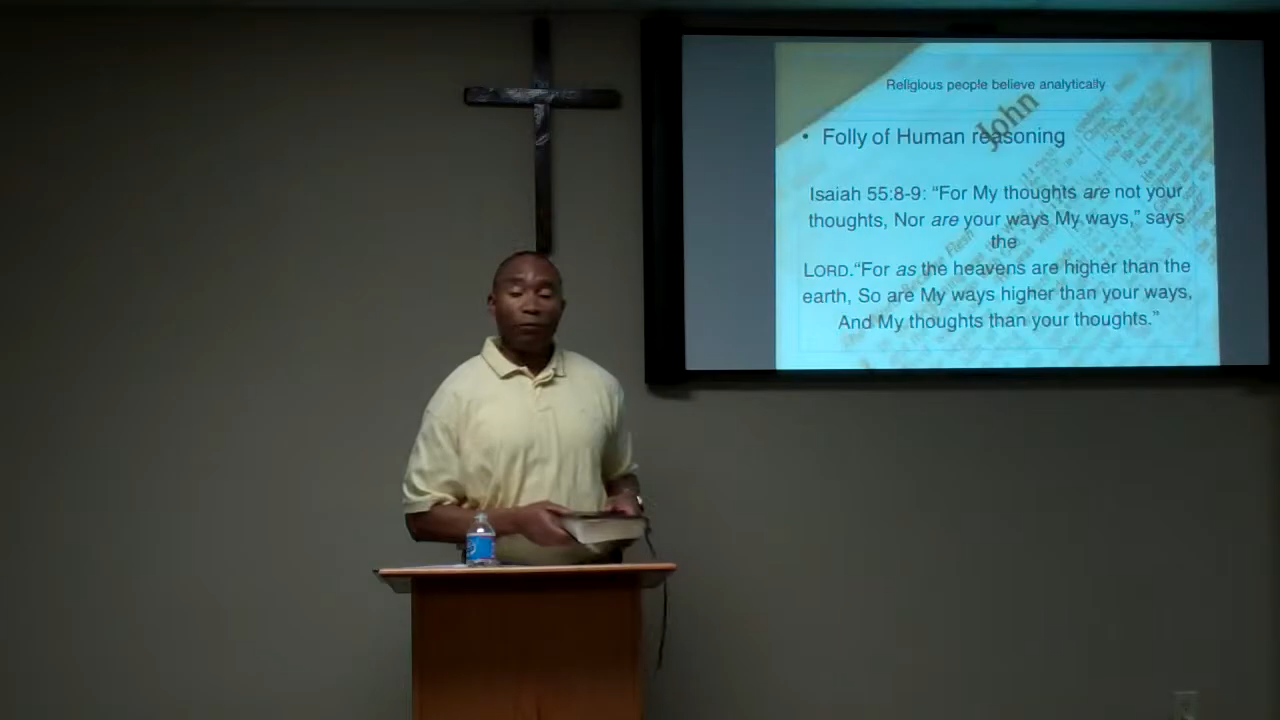 Religious people believe analytically
John
• Folly of Human reasoning
Isaiah 55:8-9: “For My thoughts are not your
thoughts, Nor are your ways My ways,” says
the
LORD.“For as the heavens are higher than the
earth, So are My ways higher than your ways,
And My thoughts than your thoughts.”